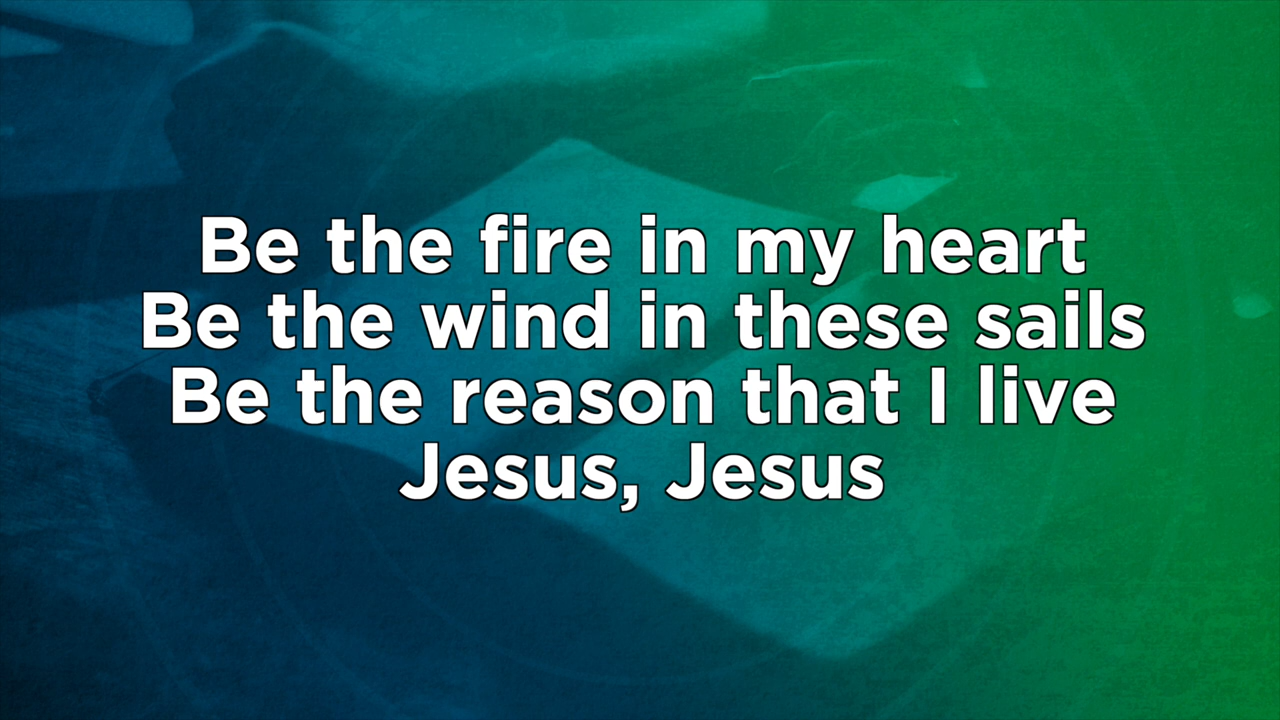 Be the fire in my heart
Be the wind in these sails
Be the reason that I live
Jesus, Jesus